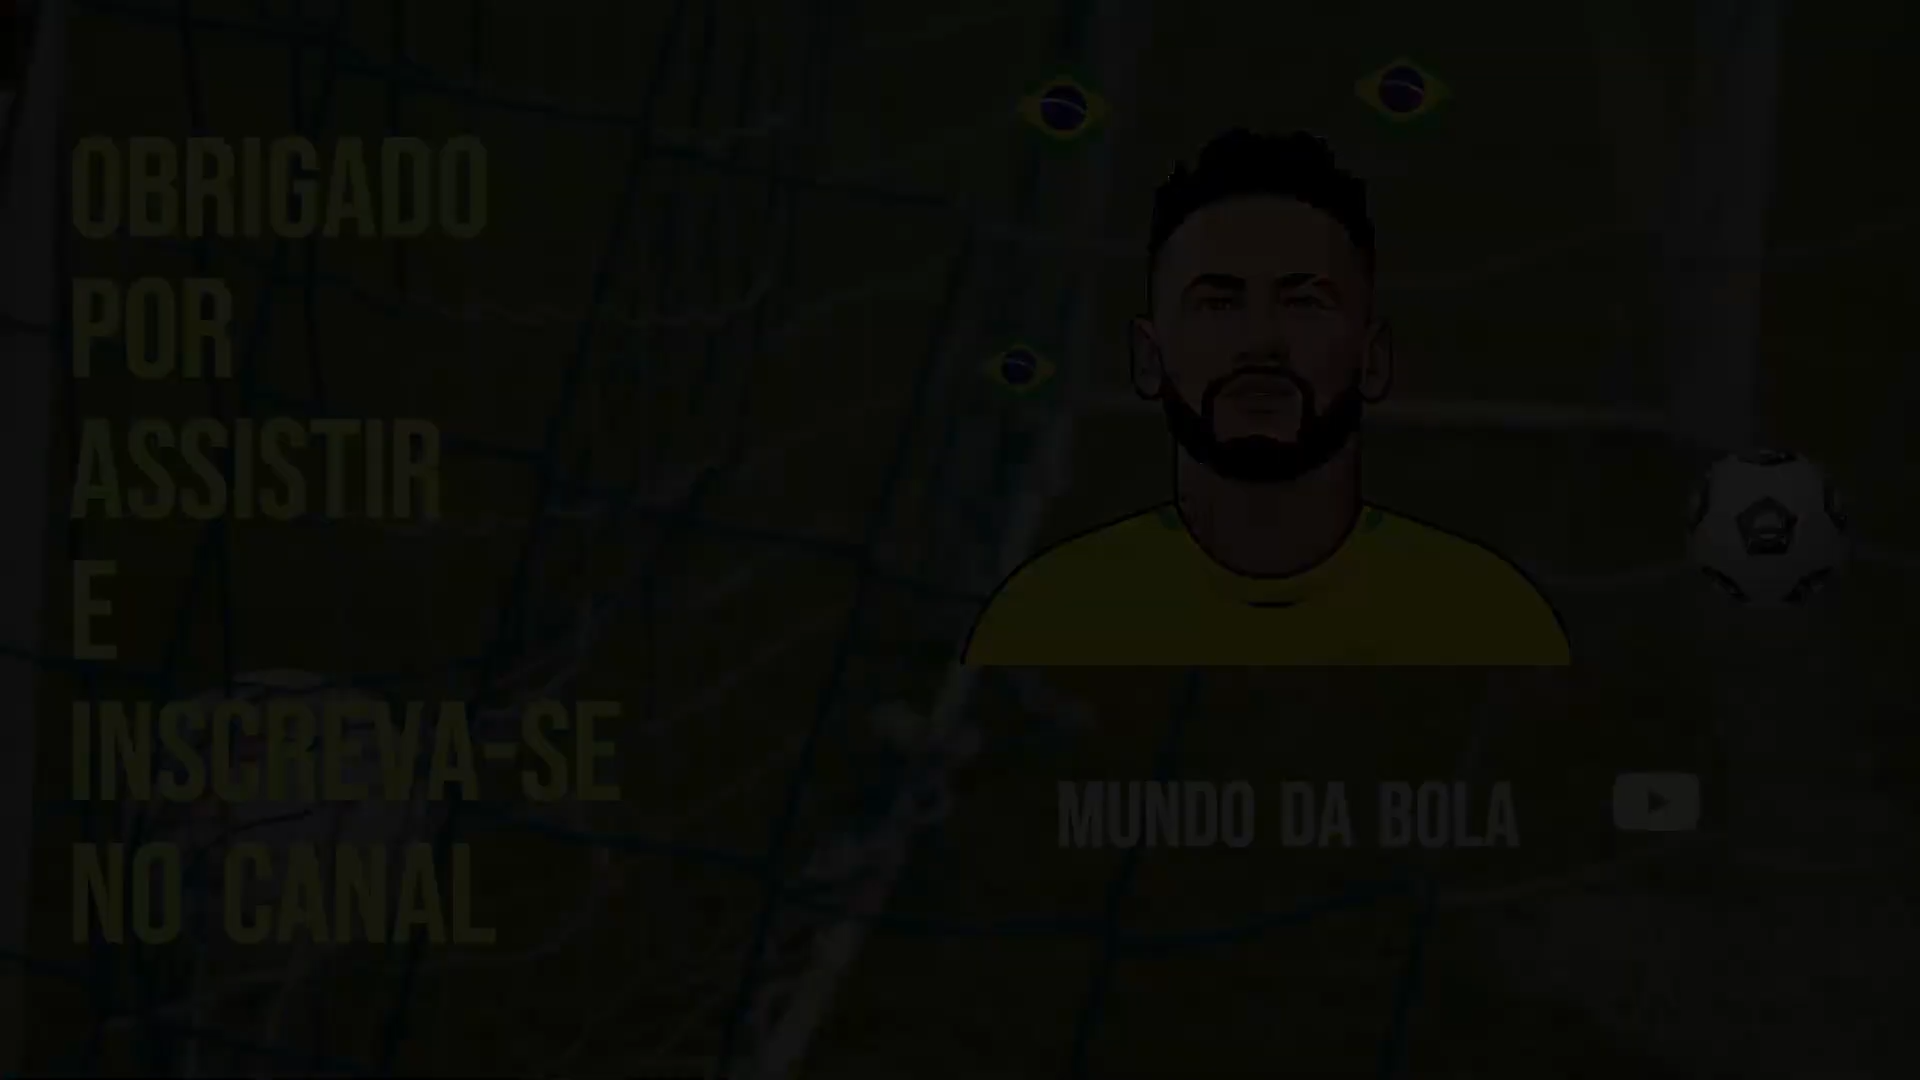 OBRIGADO
POR
ASSISTIR
E
INSCREVA-SE
NO CANAL
MUNDO DA BOLA